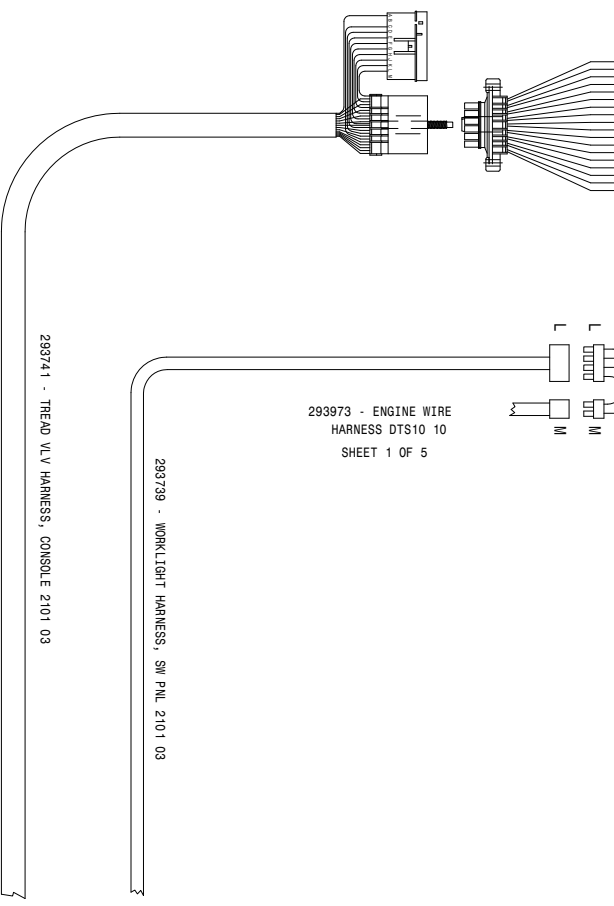 L
L
M
M
293973 - ENGINE WIRE
HARNESS DTS10 10
SHEET 1 OF 5
293741 - TREAD VLV HARNESS, CONSOLE 2101 03
293739 - WORKLIGHT HARNESS, SW PNL 2101 03